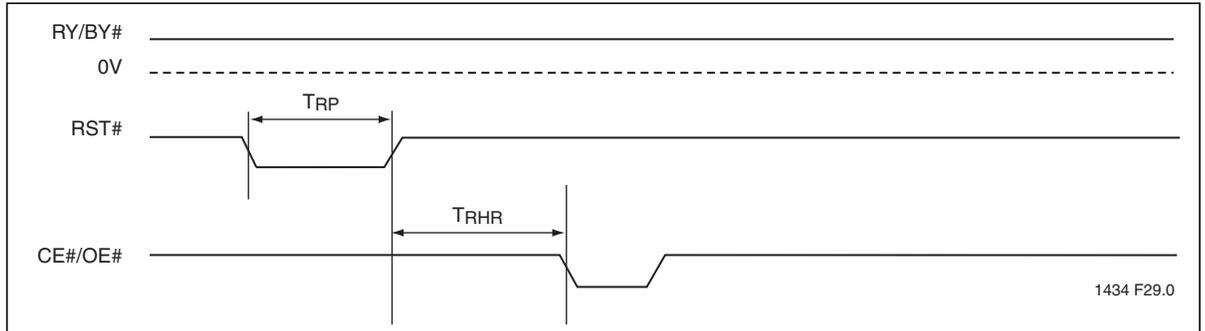 RY/BY#
0V
TRP
RST#
TRHR
CE#/OE#
1434 F29.0